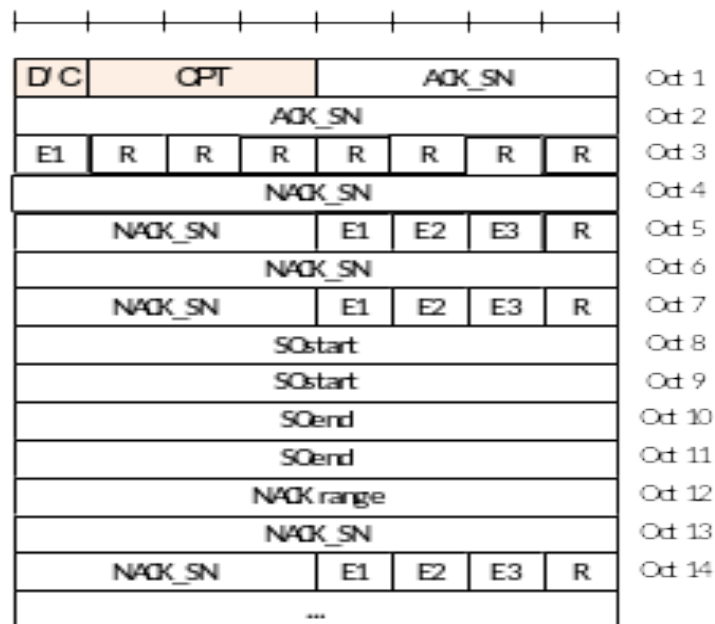 D/C CPT ACK_SN Oct 1
ACK_SN Oct 2
E1 R R R R R R R Oct 3
NACK_SN Oct 4
NACK_SN E1 E2 E3 R Oct 5
NACK_SN Oct 6
NACK_SN E1 E2 E3 R Oct 7
SOstart Oct 8
SOstart Oct 9
SOend Oct 10
SOend Oct 11
NACK range Oct 12
NACK_SN Oct 13
NACK_SN E1 E2 E3 R Oct 14
...